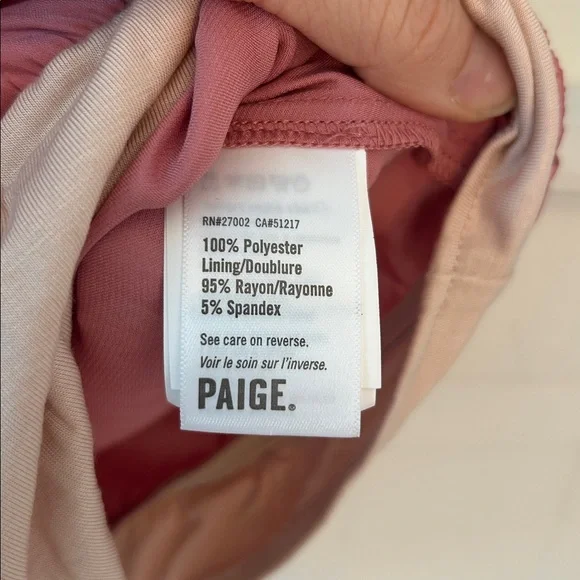 RN#27002 CA#51217
100% Polyester
Lining/Doublure
95% Rayon/Rayonne
5% Spandex
See care on reverse.
Voir le soin sur l'inverse.
PAIGE®